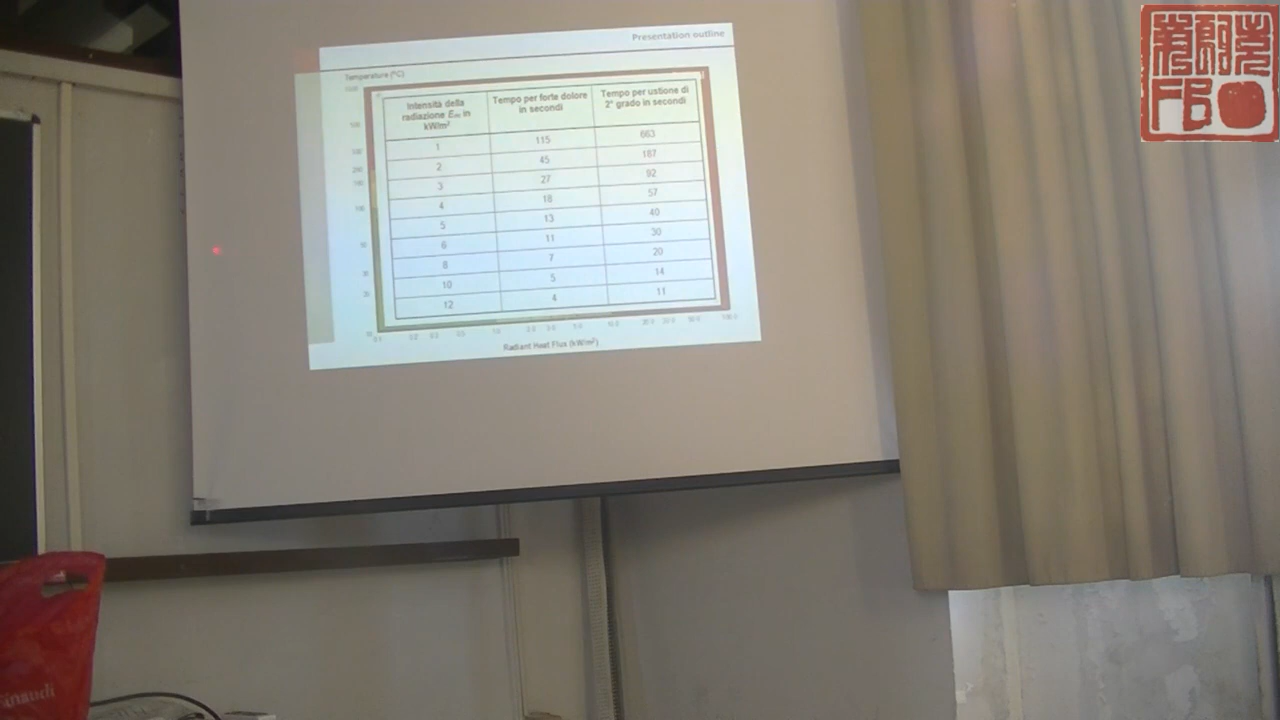 Presentation outline
Temperature (°C)
Intensità della radiazione E in kW/m²
Tempo per forte dolore in secondi
Tempo per ustione di 2° grado in secondi
1 115 663
2 45 187
3 27 92
4 18 57
5 13 40
6 11 30
8 7 20
10 5 14
12 4 11
Radiant Heat Flux (kW/m²)
Einaudi